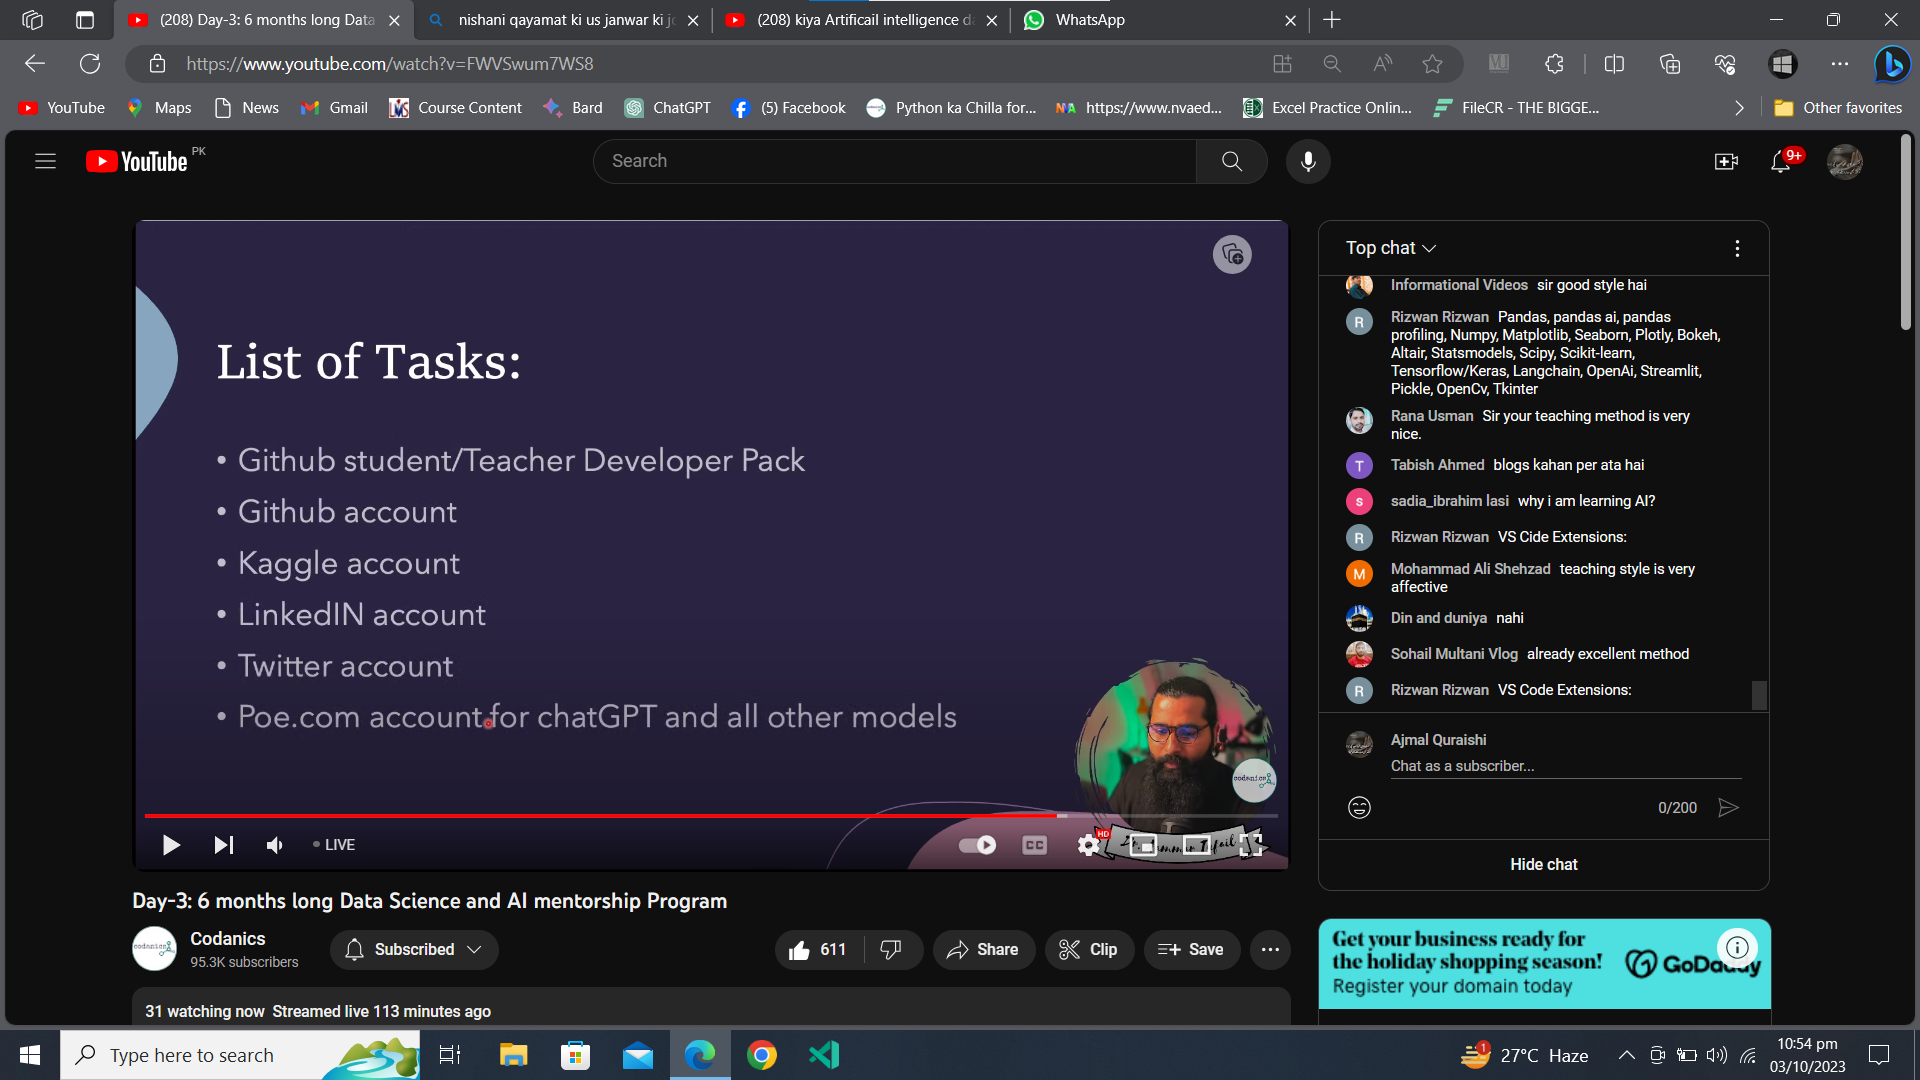 (208) Day-3: 6 months long Data
nishani qayamat ki us janwar ki jo
(208) kiya Artificail intelligence da
WhatsApp
https://www.youtube.com/watch?v=FWVSwum7WS8
YouTube
Maps
News
Gmail
Course Content
Bard
ChatGPT
(5) Facebook
Python ka Chilla for...
https://www.nvaed...
Excel Practice Onlin...
FileCR - THE BIGGE...
Other favorites
YouTube PK
Search
9+
List of Tasks:
• Github student/Teacher Developer Pack
• Github account
• Kaggle account
• LinkedIN account
• Twitter account
• Poe.com account for chatGPT and all other models
codanics
LIVE
CC
HD
Top chat
Informational Videos sir good style hai
R
Rizwan Rizwan Pandas, pandas ai, pandas
profiling, Numpy, Matplotlib, Seaborn, Plotly, Bokeh,
Altair, Statsmodels, Scipy, Scikit-learn,
Tensorflow/Keras, Langchain, OpenAi, Streamlit,
Pickle, OpenCv, Tkinter
Rana Usman Sir your teaching method is very
nice.
T
Tabish Ahmed blogs kahan per ata hai
s
sadia_ibrahim lasi why i am learning AI?
R
Rizwan Rizwan VS Cide Extensions:
M
Mohammad Ali Shehzad teaching style is very
affective
Din and duniya nahi
Sohail Multani Vlog already excellent method
R
Rizwan Rizwan VS Code Extensions:
Ajmal Quraishi
Chat as a subscriber...
0/200
Hide chat
Day-3: 6 months long Data Science and AI mentorship Program
codanics
Codanics
95.3K subscribers
Subscribed
611
Share
Clip
Save
31 watching now Streamed live 113 minutes ago
Get your business ready for
the holiday shopping season!
Register your domain today
GoDaddy
Type here to search
1
27°C Haze
10:54 pm
03/10/2023